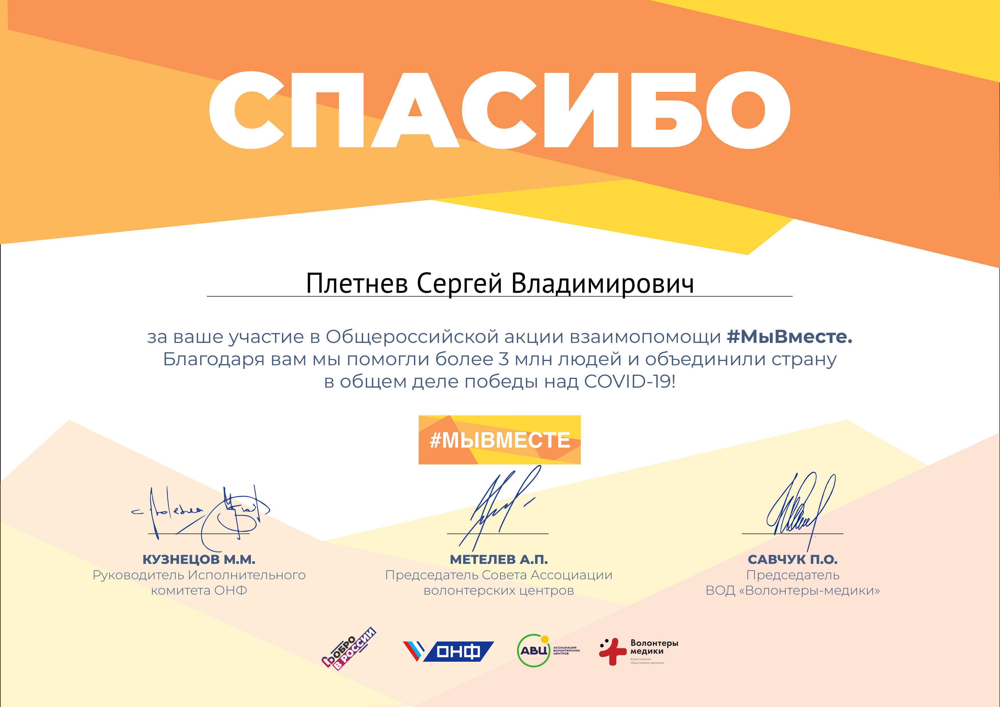 СПАСИБО
Плетнев Сергей Владимирович
за ваше участие в Общероссийской акции взаимопомощи #МыВместе.
Благодаря вам мы помогли более 3 млн людей и объединили страну
в общем деле победы над COVID-19!
#МЫВМЕСТЕ
КУЗНЕЦОВ М.М.
Руководитель Исполнительного
комитета ОНФ
МЕТЕЛЕВ А.П.
Председатель Совета Ассоциации
волонтерских центров
САВЧУК П.О.
Председатель
ВОД «Волонтеры-медики»
ДОБРО
В РОССИИ
ОНФ
АВЦ
АССОЦИАЦИЯ
ВОЛОНТЕРСКИХ
ЦЕНТРОВ
Волонтеры
медики
Всероссийское
общественное движение